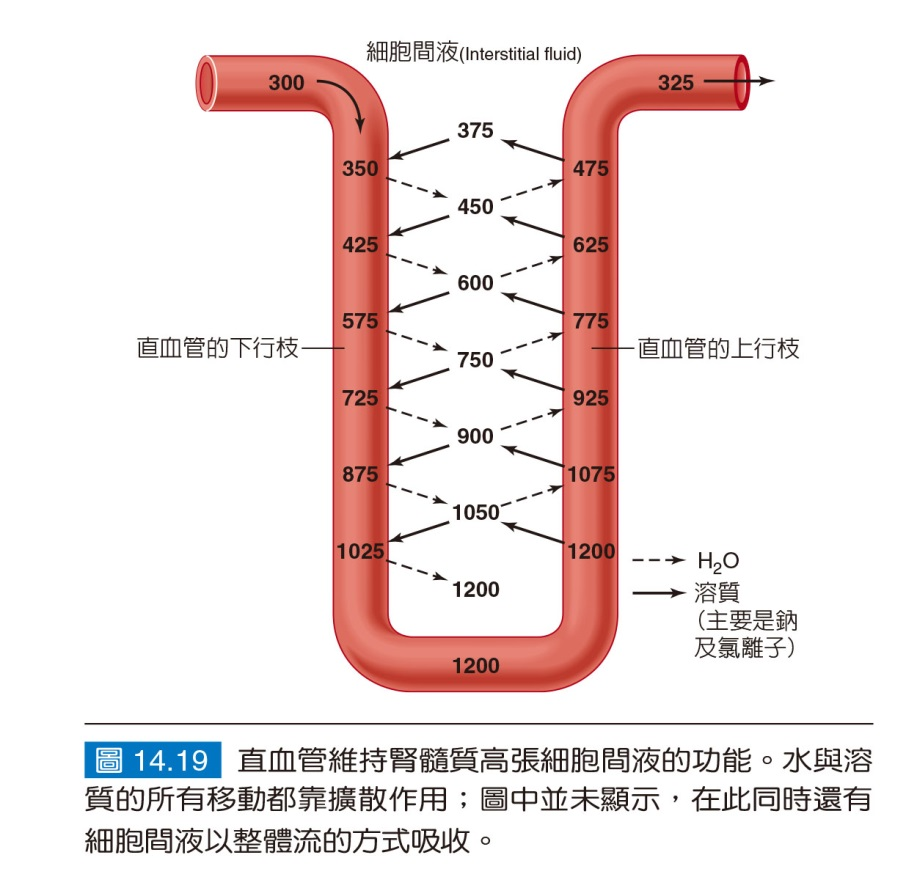 細胞間液(Interstitial fluid)
300
325
375
350
475
450
425
625
600
575
775
直血管的下行枝
直血管的上行枝
750
725
925
900
875
1075
1050
1025
1200
H₂O
1200
溶質
(主要是鈉
及氯離子)
1200
圖 14.19 直血管維持腎髓質高張細胞間液的功能。水與溶
質的所有移動都靠擴散作用；圖中並未顯示，在此同時還有
細胞間液以整體流的方式吸收。